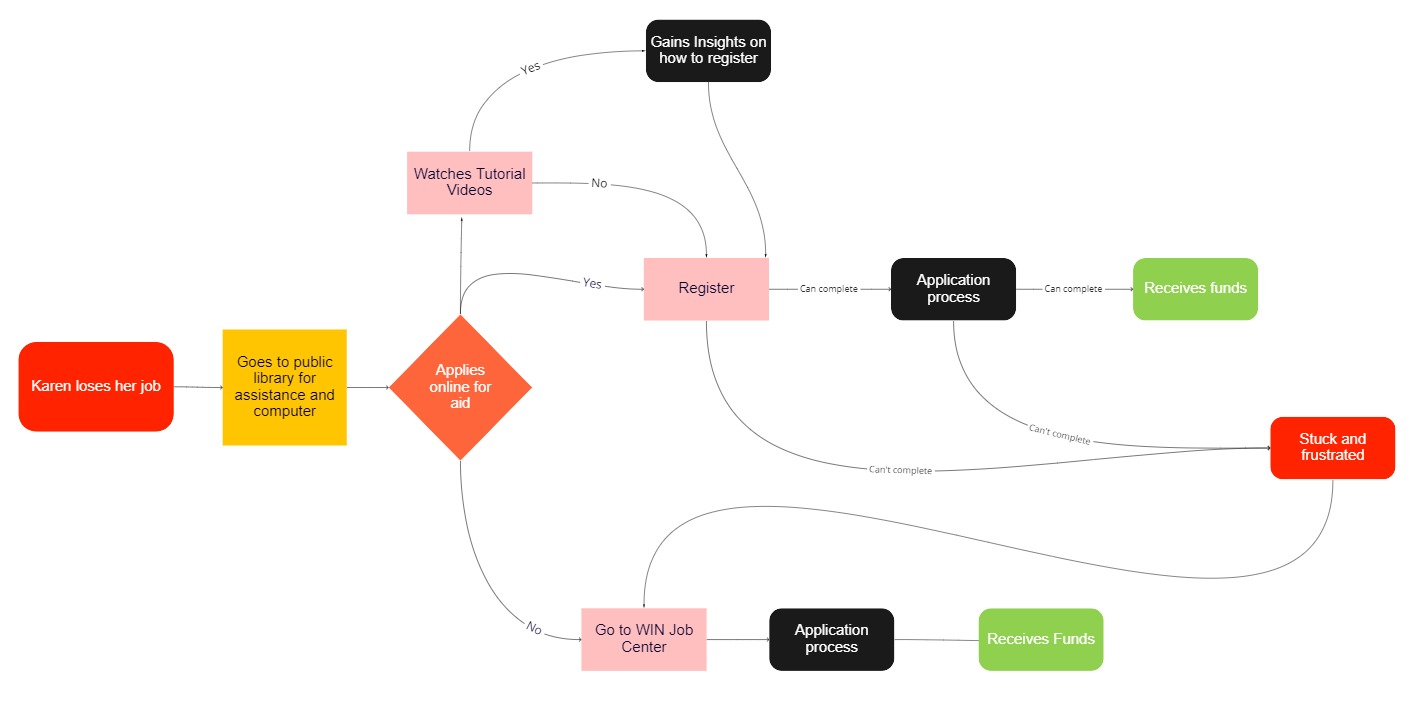 Gains Insights on
how to register
Yes
Watches Tutorial
Videos
No
Yes
Register
Can complete
Application
process
Can complete
Receives funds
Karen loses her job
Goes to public
library for
assistance and
computer
Applies
online for
aid
Can't complete
Can't complete
Stuck and
frustrated
No
Go to WIN Job
Center
Application
process
Receives Funds